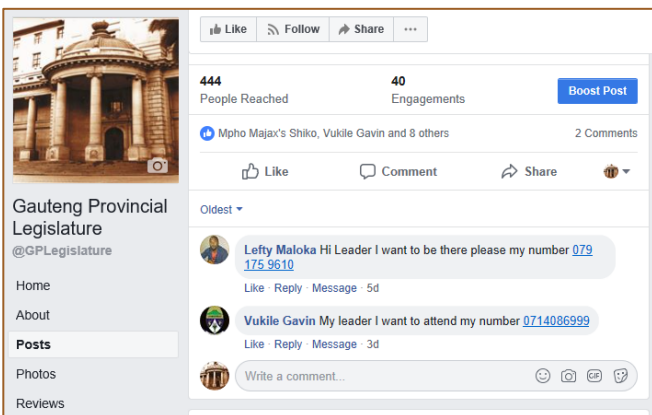 Like Follow Share ...
444 40
People Reached Engagements Boost Post
Mpho Majax's Shiko, Vukile Gavin and 8 others 2 Comments
Like Comment Share
Gauteng Provincial
Legislature
@GPLegislature
Home
About
Posts
Photos
Reviews
Oldest
Lefty Maloka Hi Leader I want to be there please my number 079
175 9610
Like · Reply · Message · 5d
Vukile Gavin My leader I want to attend my number 0714086999
Like · Reply · Message · 3d
Write a comment...
GIF